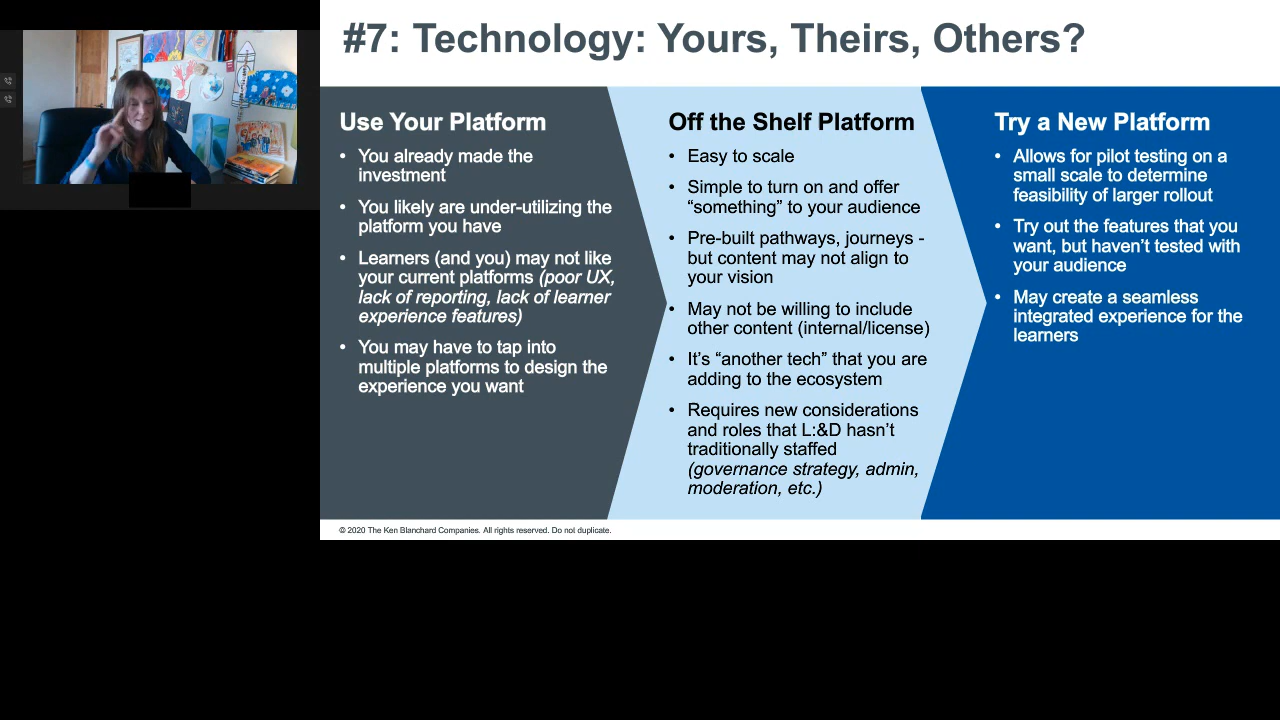 #7: Technology: Yours, Theirs, Others?
Use Your Platform
• You already made the
investment
• You likely are under-utilizing the
platform you have
• Learners (and you) may not like
your current platforms (poor UX,
lack of reporting, lack of learner
experience features)
• You may have to tap into
multiple platforms to design the
experience you want
Off the Shelf Platform
• Easy to scale
• Simple to turn on and offer
“something” to your audience
• Pre-built pathways, journeys -
but content may not align to
your vision
• May not be willing to include
other content (internal/license)
• It’s “another tech” that you are
adding to the ecosystem
• Requires new considerations
and roles that L:&D hasn’t
traditionally staffed
(governance strategy, admin,
moderation, etc.)
Try a New Platform
• Allows for pilot testing on a
small scale to determine
feasibility of larger rollout
• Try out the features that you
want, but haven’t tested with
your audience
• May create a seamless
integrated experience for the
learners
© 2020 The Ken Blanchard Companies. All rights reserved. Do not duplicate.